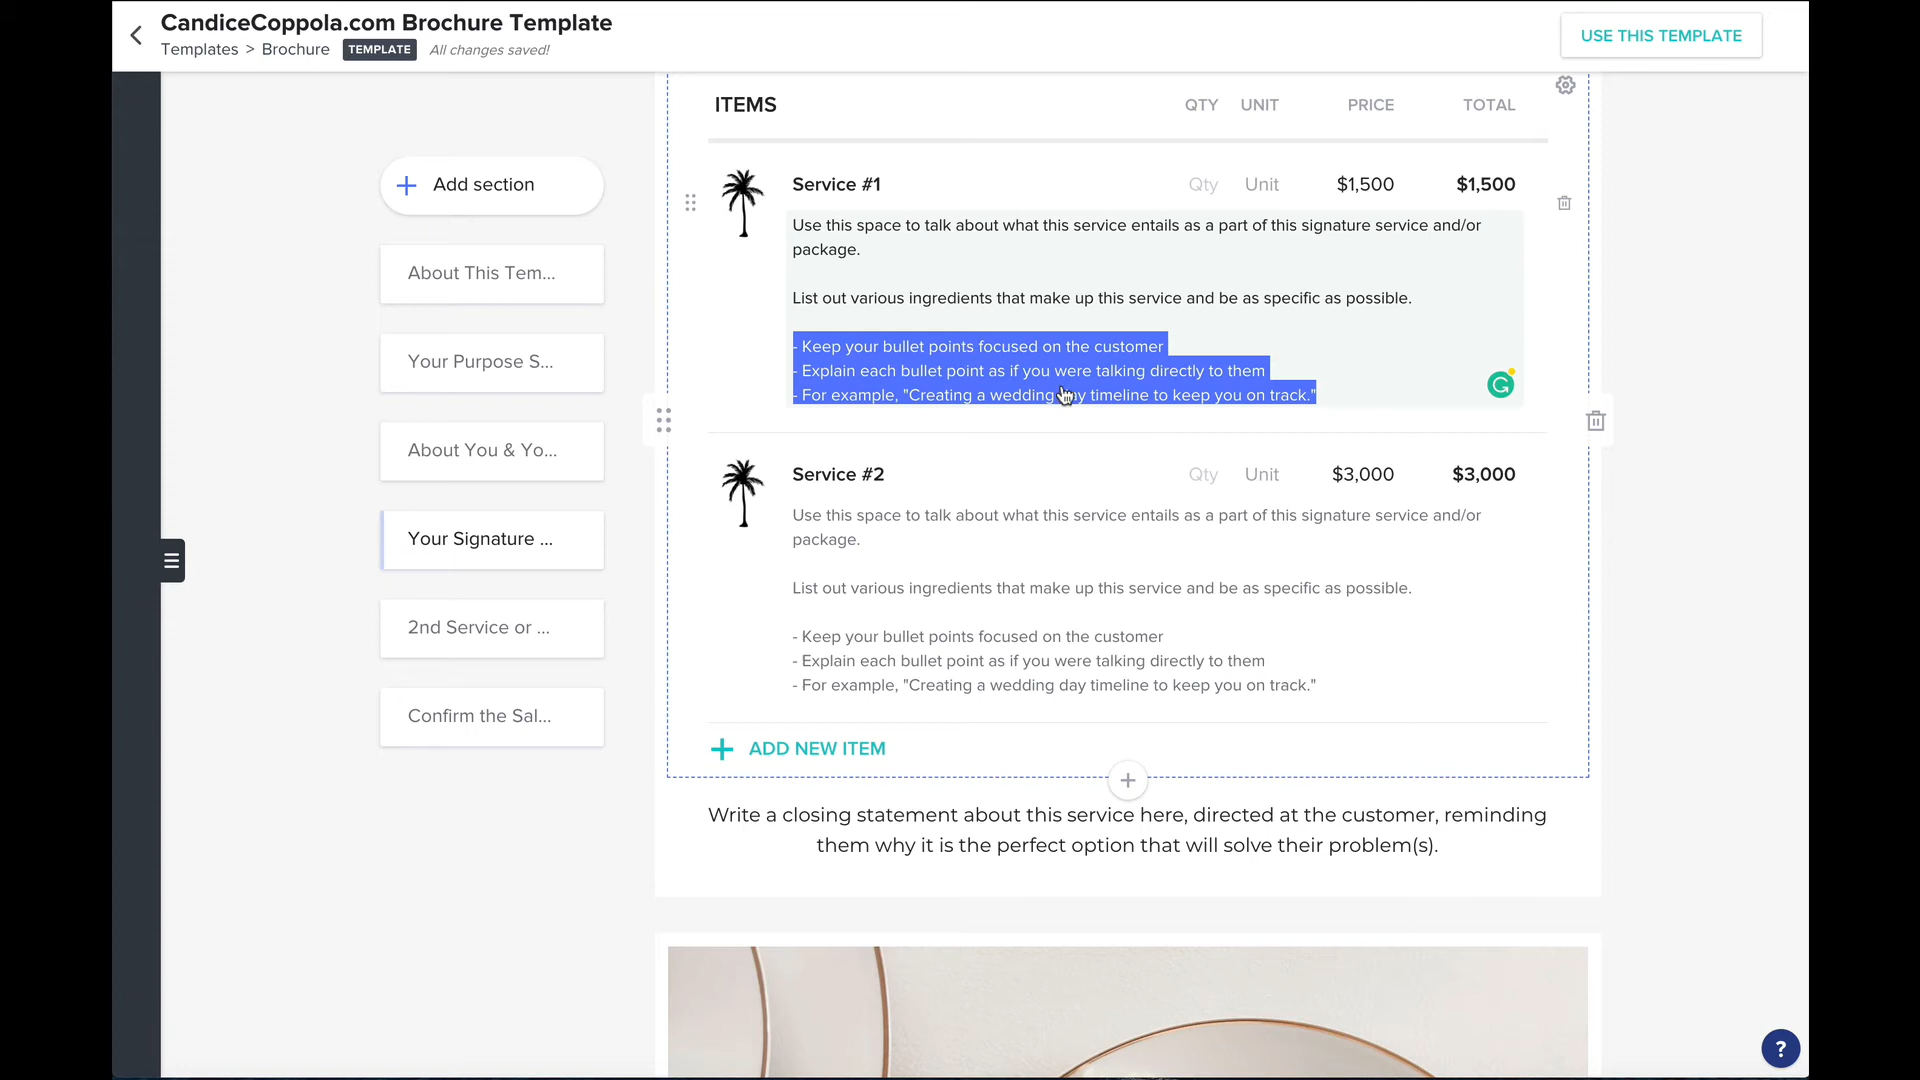 CandiceCoppola.com Brochure Template
Templates > Brochure TEMPLATE All changes saved!
USE THIS TEMPLATE
ITEMS QTY UNIT PRICE TOTAL
Add section
About This Tem...
Your Purpose S...
About You & Yo...
Your Signature ...
2nd Service or ...
Confirm the Sal...
Service #1 Qty Unit $1,500 $1,500
Use this space to talk about what this service entails as a part of this signature service and/or
package.
List out various ingredients that make up this service and be as specific as possible.
- Keep your bullet points focused on the customer
- Explain each bullet point as if you were talking directly to them
- For example, "Creating a wedding day timeline to keep you on track."
Service #2 Qty Unit $3,000 $3,000
Use this space to talk about what this service entails as a part of this signature service and/or
package.
List out various ingredients that make up this service and be as specific as possible.
- Keep your bullet points focused on the customer
- Explain each bullet point as if you were talking directly to them
- For example, "Creating a wedding day timeline to keep you on track."
ADD NEW ITEM
Write a closing statement about this service here, directed at the customer, reminding
them why it is the perfect option that will solve their problem(s).
?